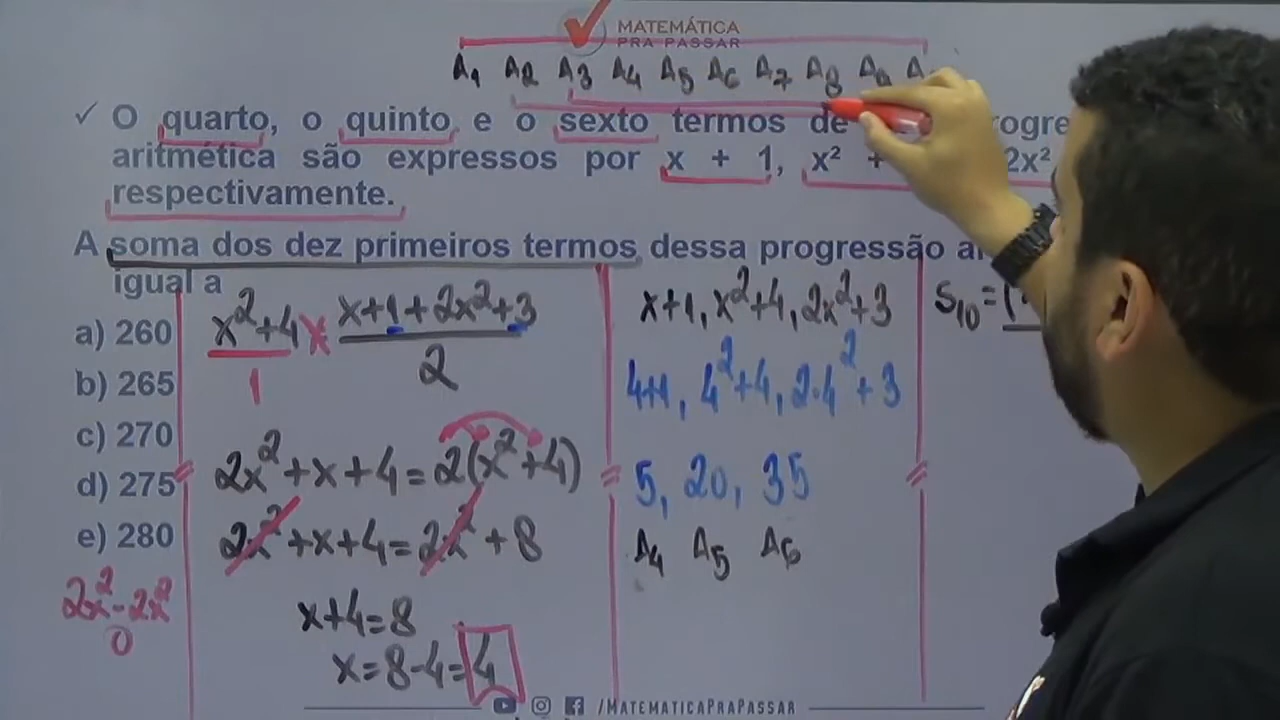 MATEMÁTICA
PRA PASSAR
A1 A2 A3 A4 A5 A6 A7 A8 A9 A
✓ O quarto, o quinto e o sexto termos de
aritmética são expressos por x + 1, x² + 2x²
respectivamente.
A soma dos dez primeiros termos dessa progressão
igual a
a) 260
b) 265
c) 270
d) 275
e) 280
2x² - 2x²
0
x²+4 x x+1+2x²+3
1 2
2x²+x+4=2(x²+4)
2x²+x+4=2x²+8
x+4=8
x=8-4=4
x+1, x²+4, 2x²+3
4+1, 4²+4, 2·4²+3
5, 20, 35
A4 A5 A6
S10=(
/MATEMATICAPRAPASSAR